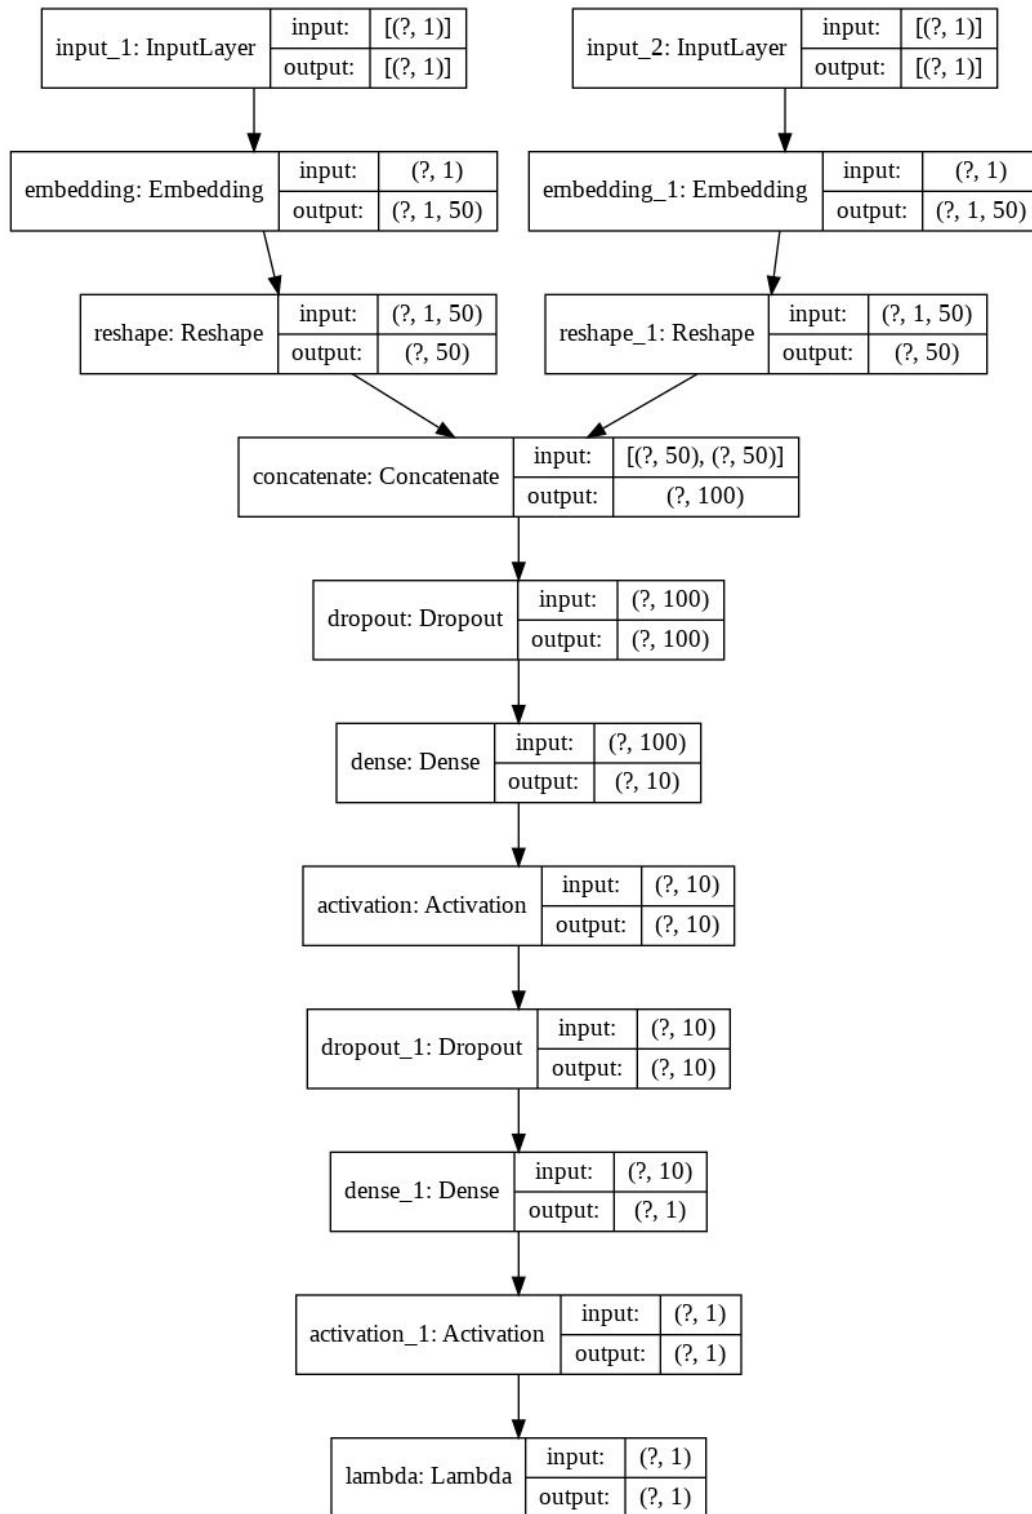 input_1: InputLayer input: [(?, 1)] output: [(?, 1)]
input_2: InputLayer input: [(?, 1)] output: [(?, 1)]
embedding: Embedding input: (?, 1) output: (?, 1, 50)
embedding_1: Embedding input: (?, 1) output: (?, 1, 50)
reshape: Reshape input: (?, 1, 50) output: (?, 50)
reshape_1: Reshape input: (?, 1, 50) output: (?, 50)
concatenate: Concatenate input: [(?, 50), (?, 50)] output: (?, 100)
dropout: Dropout input: (?, 100) output: (?, 100)
dense: Dense input: (?, 100) output: (?, 10)
activation: Activation input: (?, 10) output: (?, 10)
dropout_1: Dropout input: (?, 10) output: (?, 10)
dense_1: Dense input: (?, 10) output: (?, 1)
activation_1: Activation input: (?, 1) output: (?, 1)
lambda: Lambda input: (?, 1) output: (?, 1)